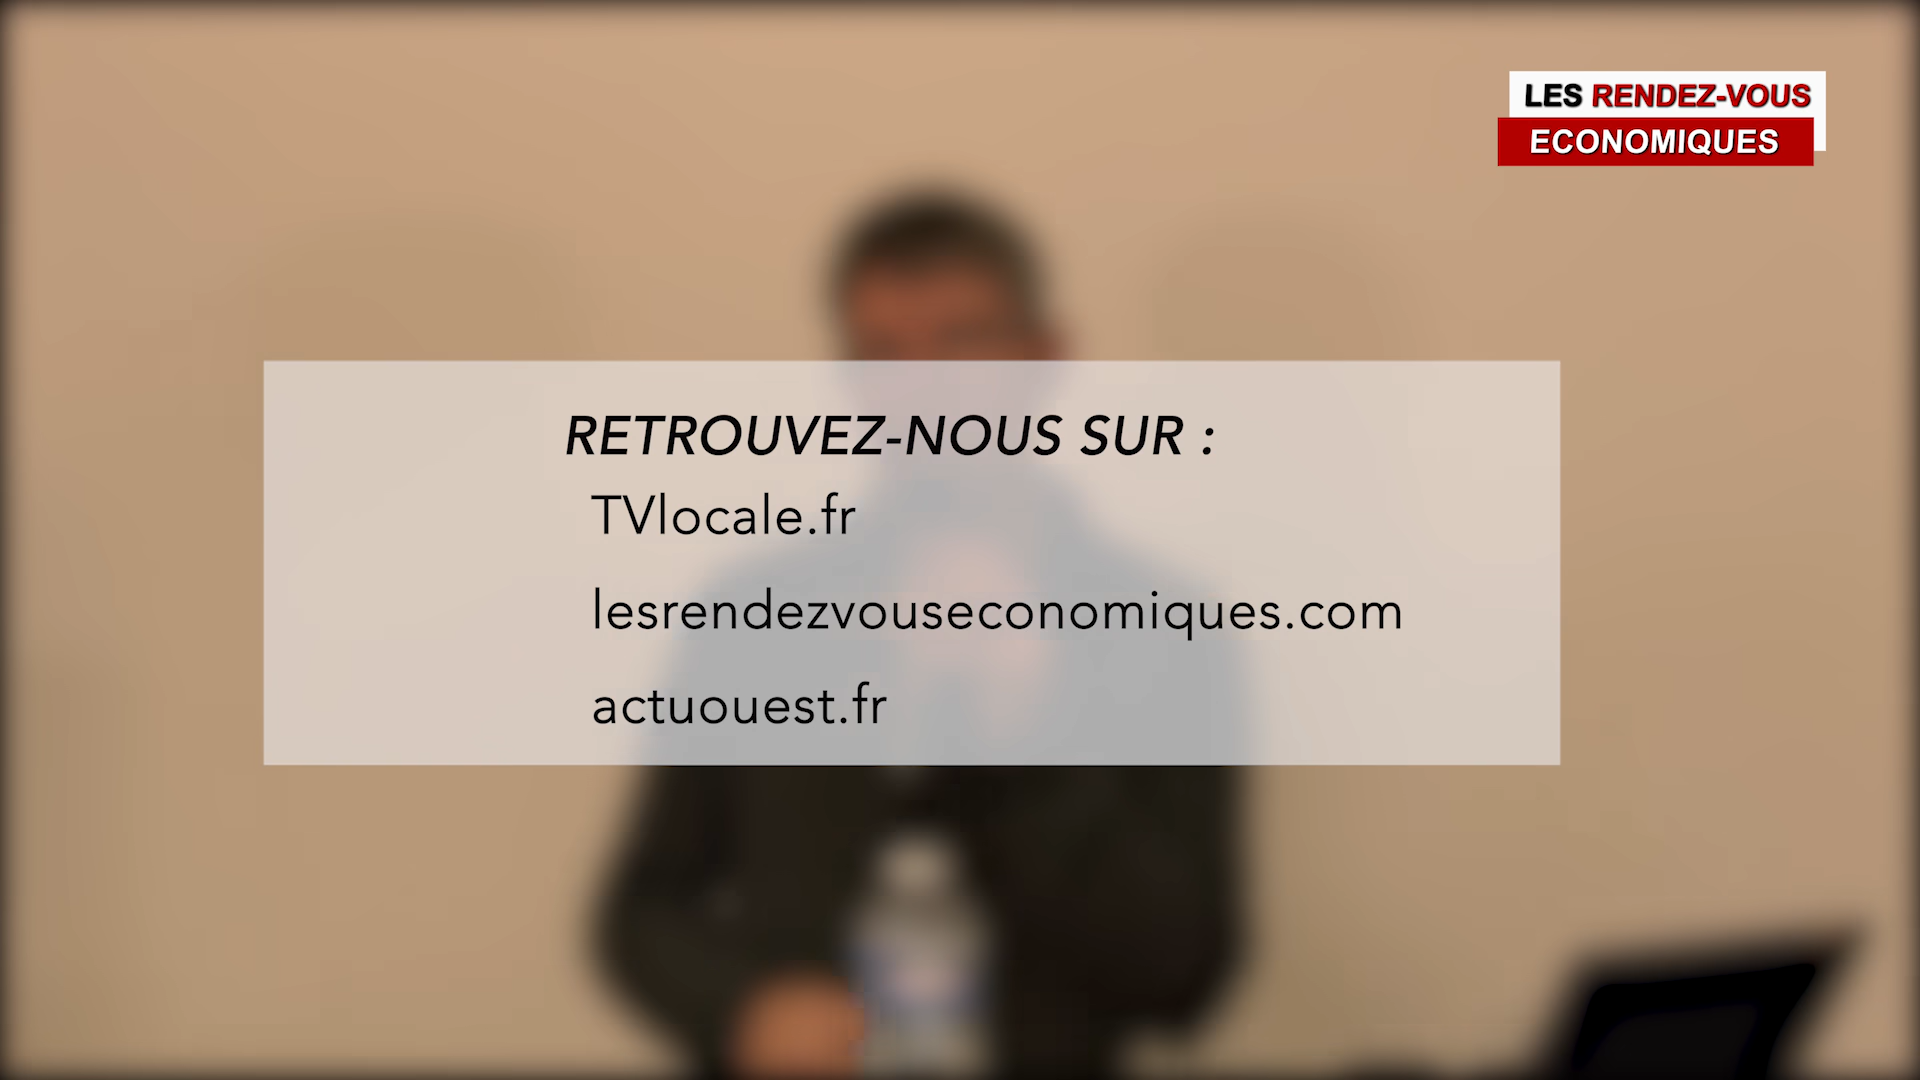 LES RENDEZ-VOUS
ECONOMIQUES
RETROUVEZ-NOUS SUR :
TVlocale.fr
lesrendezvouseconomiques.com
actuouest.fr